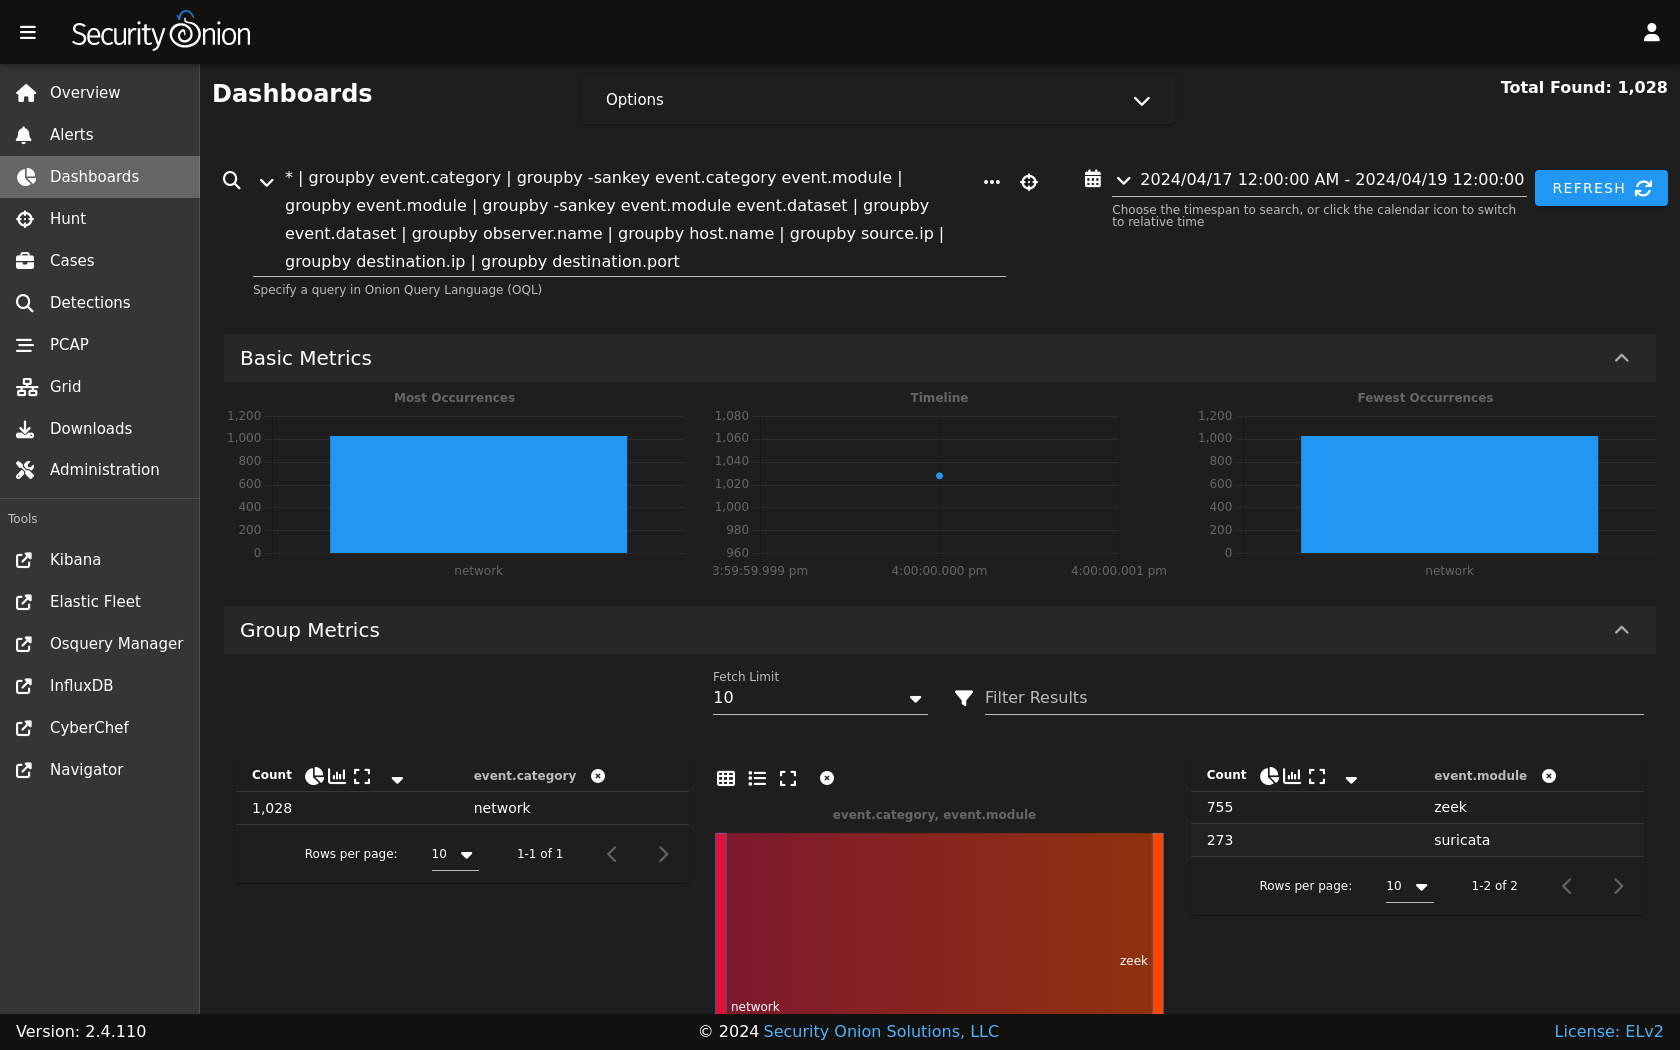 Security Onion
Overview
Alerts
Dashboards
Hunt
Cases
Detections
PCAP
Grid
Downloads
Administration
Tools
Kibana
Elastic Fleet
Osquery Manager
InfluxDB
CyberChef
Navigator
Dashboards
Options
Total Found: 1,028
* | groupby event.category | groupby -sankey event.category event.module |
groupby event.module | groupby -sankey event.module event.dataset | groupby
event.dataset | groupby observer.name | groupby host.name | groupby source.ip |
groupby destination.ip | groupby destination.port
Specify a query in Onion Query Language (OQL)
2024/04/17 12:00:00 AM - 2024/04/19 12:00:00
Choose the timespan to search, or click the calendar icon to switch
to relative time
REFRESH
Basic Metrics
Most Occurrences
1,200
1,000
800
600
400
200
0
network
Timeline
1,080
1,060
1,040
1,020
1,000
980
960
3:59:59.999 pm
4:00:00.000 pm
4:00:00.001 pm
Fewest Occurrences
1,200
1,000
800
600
400
200
0
network
Group Metrics
Fetch Limit
10
Filter Results
Count event.category
1,028 network
Rows per page: 10 1-1 of 1
event.category, event.module
zeek
network
Count event.module
755 zeek
273 suricata
Rows per page: 10 1-2 of 2
Version: 2.4.110
© 2024 Security Onion Solutions, LLC
License: ELv2